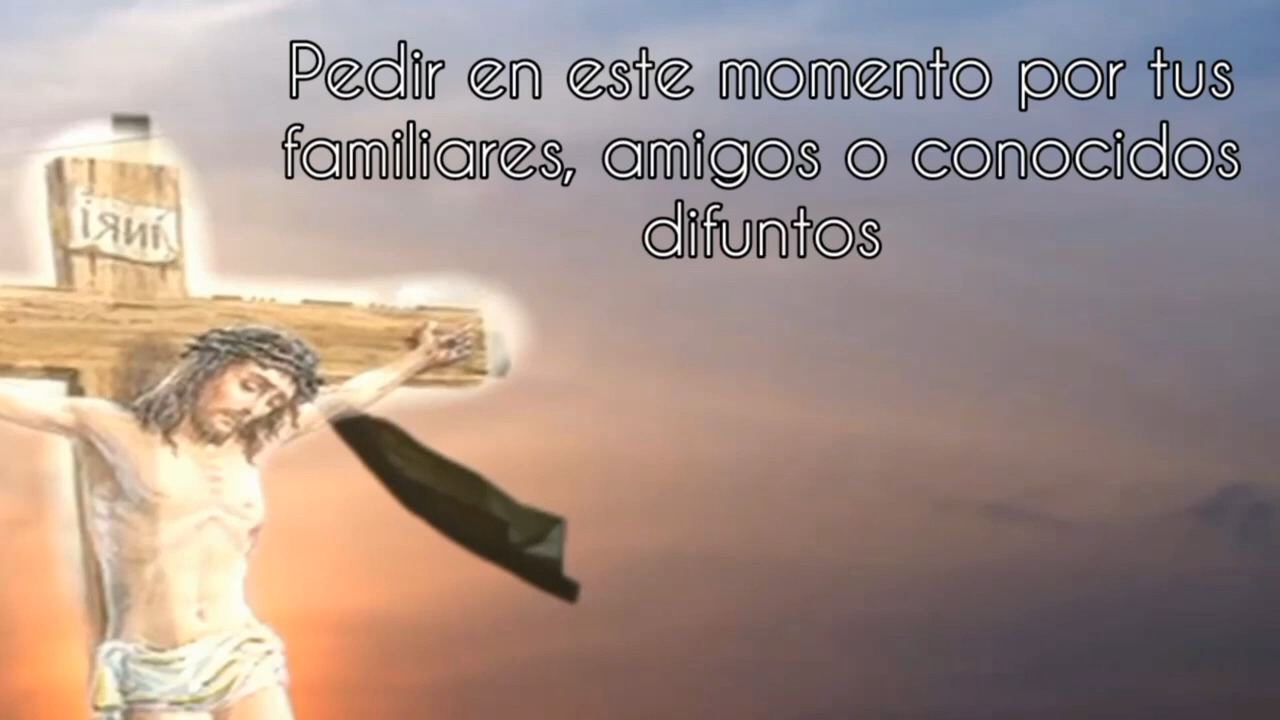 Pedir en este momento por tus
familiares, amigos o conocidos
difuntos
INRI